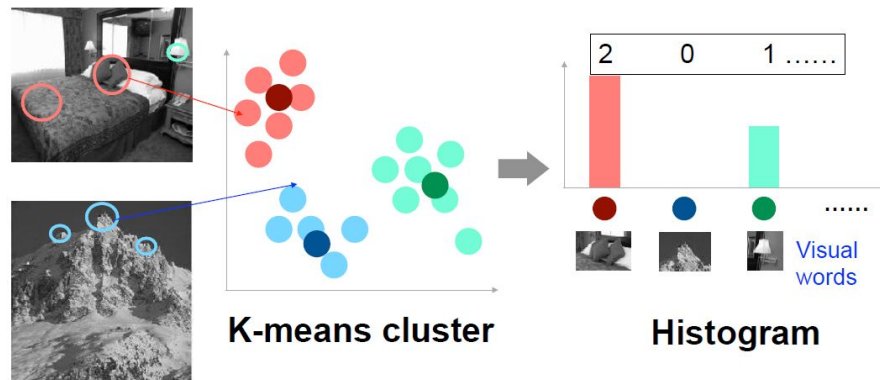 2 0 1 ......
......
Visual
words
K-means cluster
Histogram